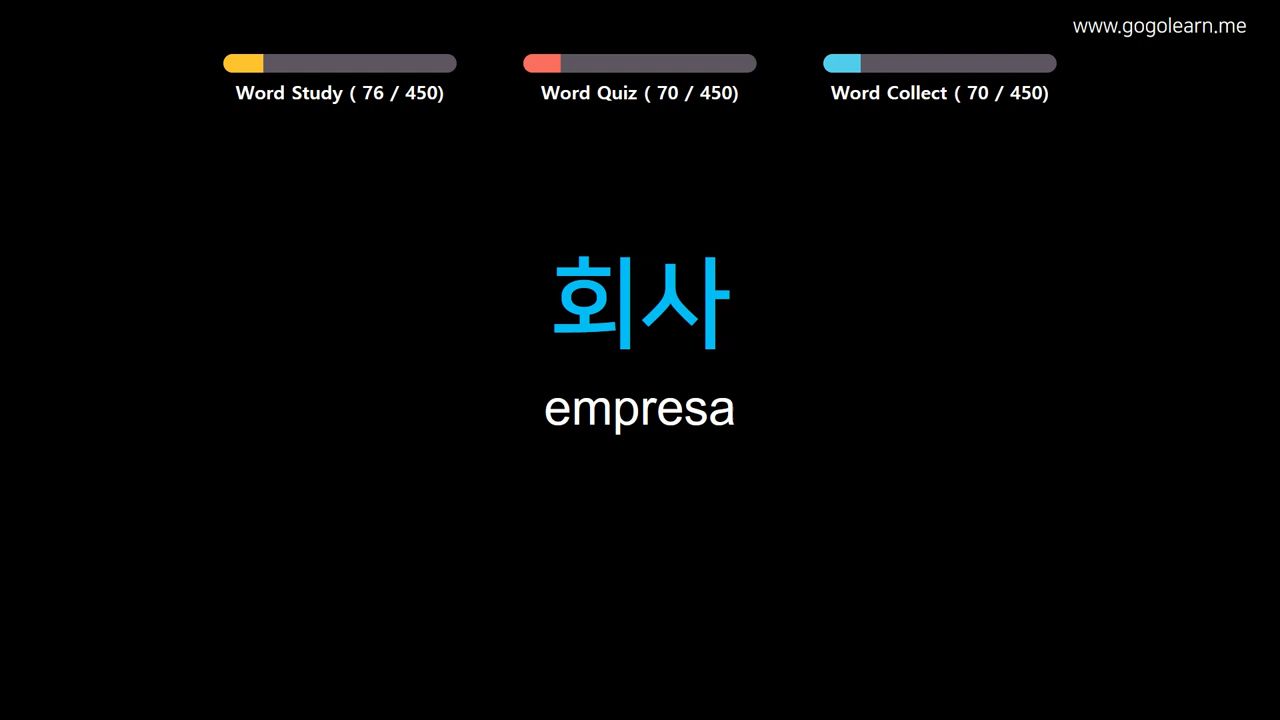 www.gogolearn.me
Word Study ( 76 / 450)
Word Quiz ( 70 / 450)
Word Collect ( 70 / 450)
회사
empresa